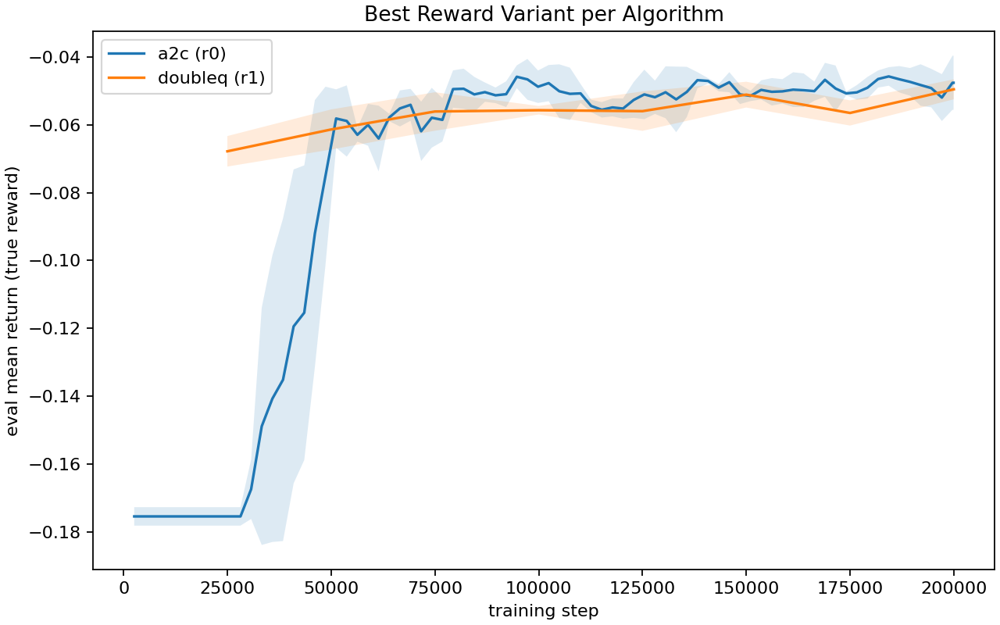 Best Reward Variant per Algorithm
a2c (r0)
doubleq (r1)
eval mean return (true reward)
−0.04
−0.06
−0.08
−0.10
−0.12
−0.14
−0.16
−0.18
0 25000 50000 75000 100000 125000 150000 175000 200000
training step